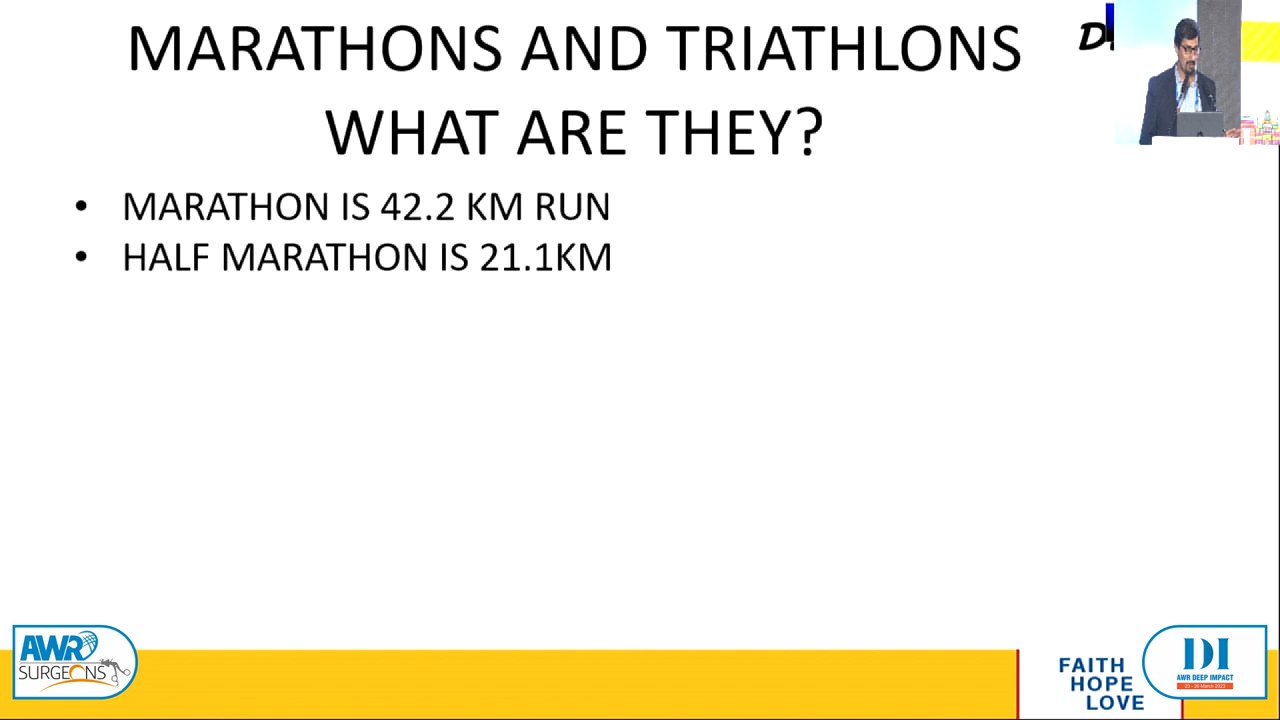 MARATHONS AND TRIATHLONS
WHAT ARE THEY?
• MARATHON IS 42.2 KM RUN
• HALF MARATHON IS 21.1KM
AWR
SURGEONS
FAITH
HOPE
LOVE
DI
AWR DEEP IMPACT